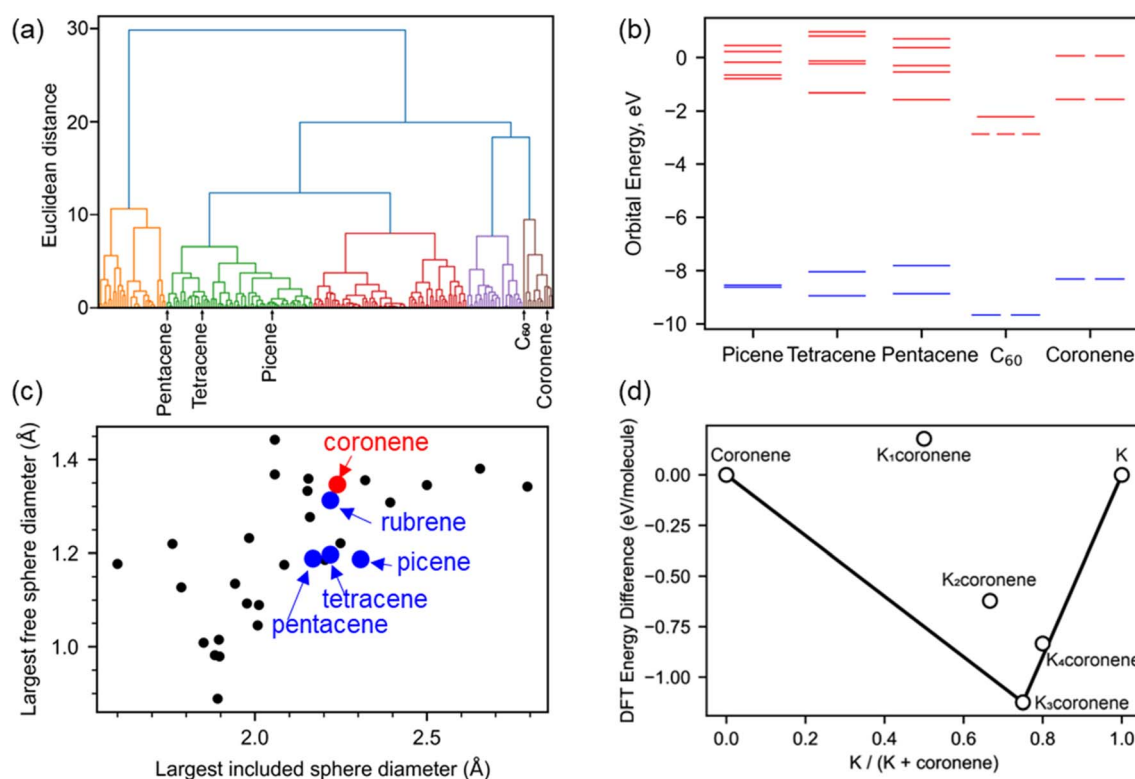 (a)
30
20
10
0
Euclidean distance
Pentacene
Tetracene
Picene
C₆₀
Coronene
(b)
0
−2
−4
−6
−8
−10
Orbital Energy, eV
Picene Tetracene Pentacene C₆₀ Coronene
(c)
1.4
1.2
1.0
Largest free sphere diameter (Å)
coronene
rubrene
picene
tetracene
pentacene
2.0 2.5
Largest included sphere diameter (Å)
(d)
0.00
−0.25
−0.50
−0.75
−1.00
DFT Energy Difference (eV/molecule)
Coronene
K₁coronene
K
K₂coronene
K₄coronene
K₃coronene
0.0 0.2 0.4 0.6 0.8 1.0
K / (K + coronene)